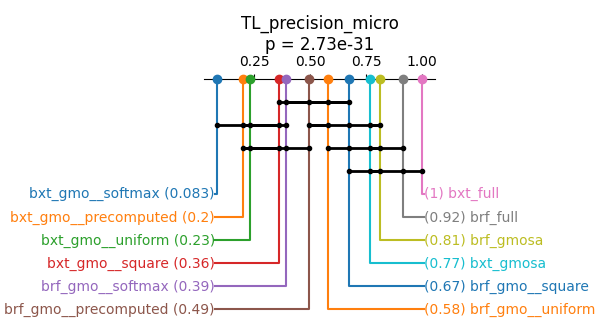 TL_precision_micro
p = 2.73e-31
0.25 0.50 0.75 1.00
bxt_gmo__softmax (0.083) (1) bxt_full
bxt_gmo__precomputed (0.2) (0.92) brf_full
bxt_gmo__uniform (0.23) (0.81) brf_gmosa
bxt_gmo__square (0.36) (0.77) bxt_gmosa
brf_gmo__softmax (0.39) (0.68) brf_gmo__square
brf_gmo__precomputed (0.49) (0.58) brf_gmo__uniform